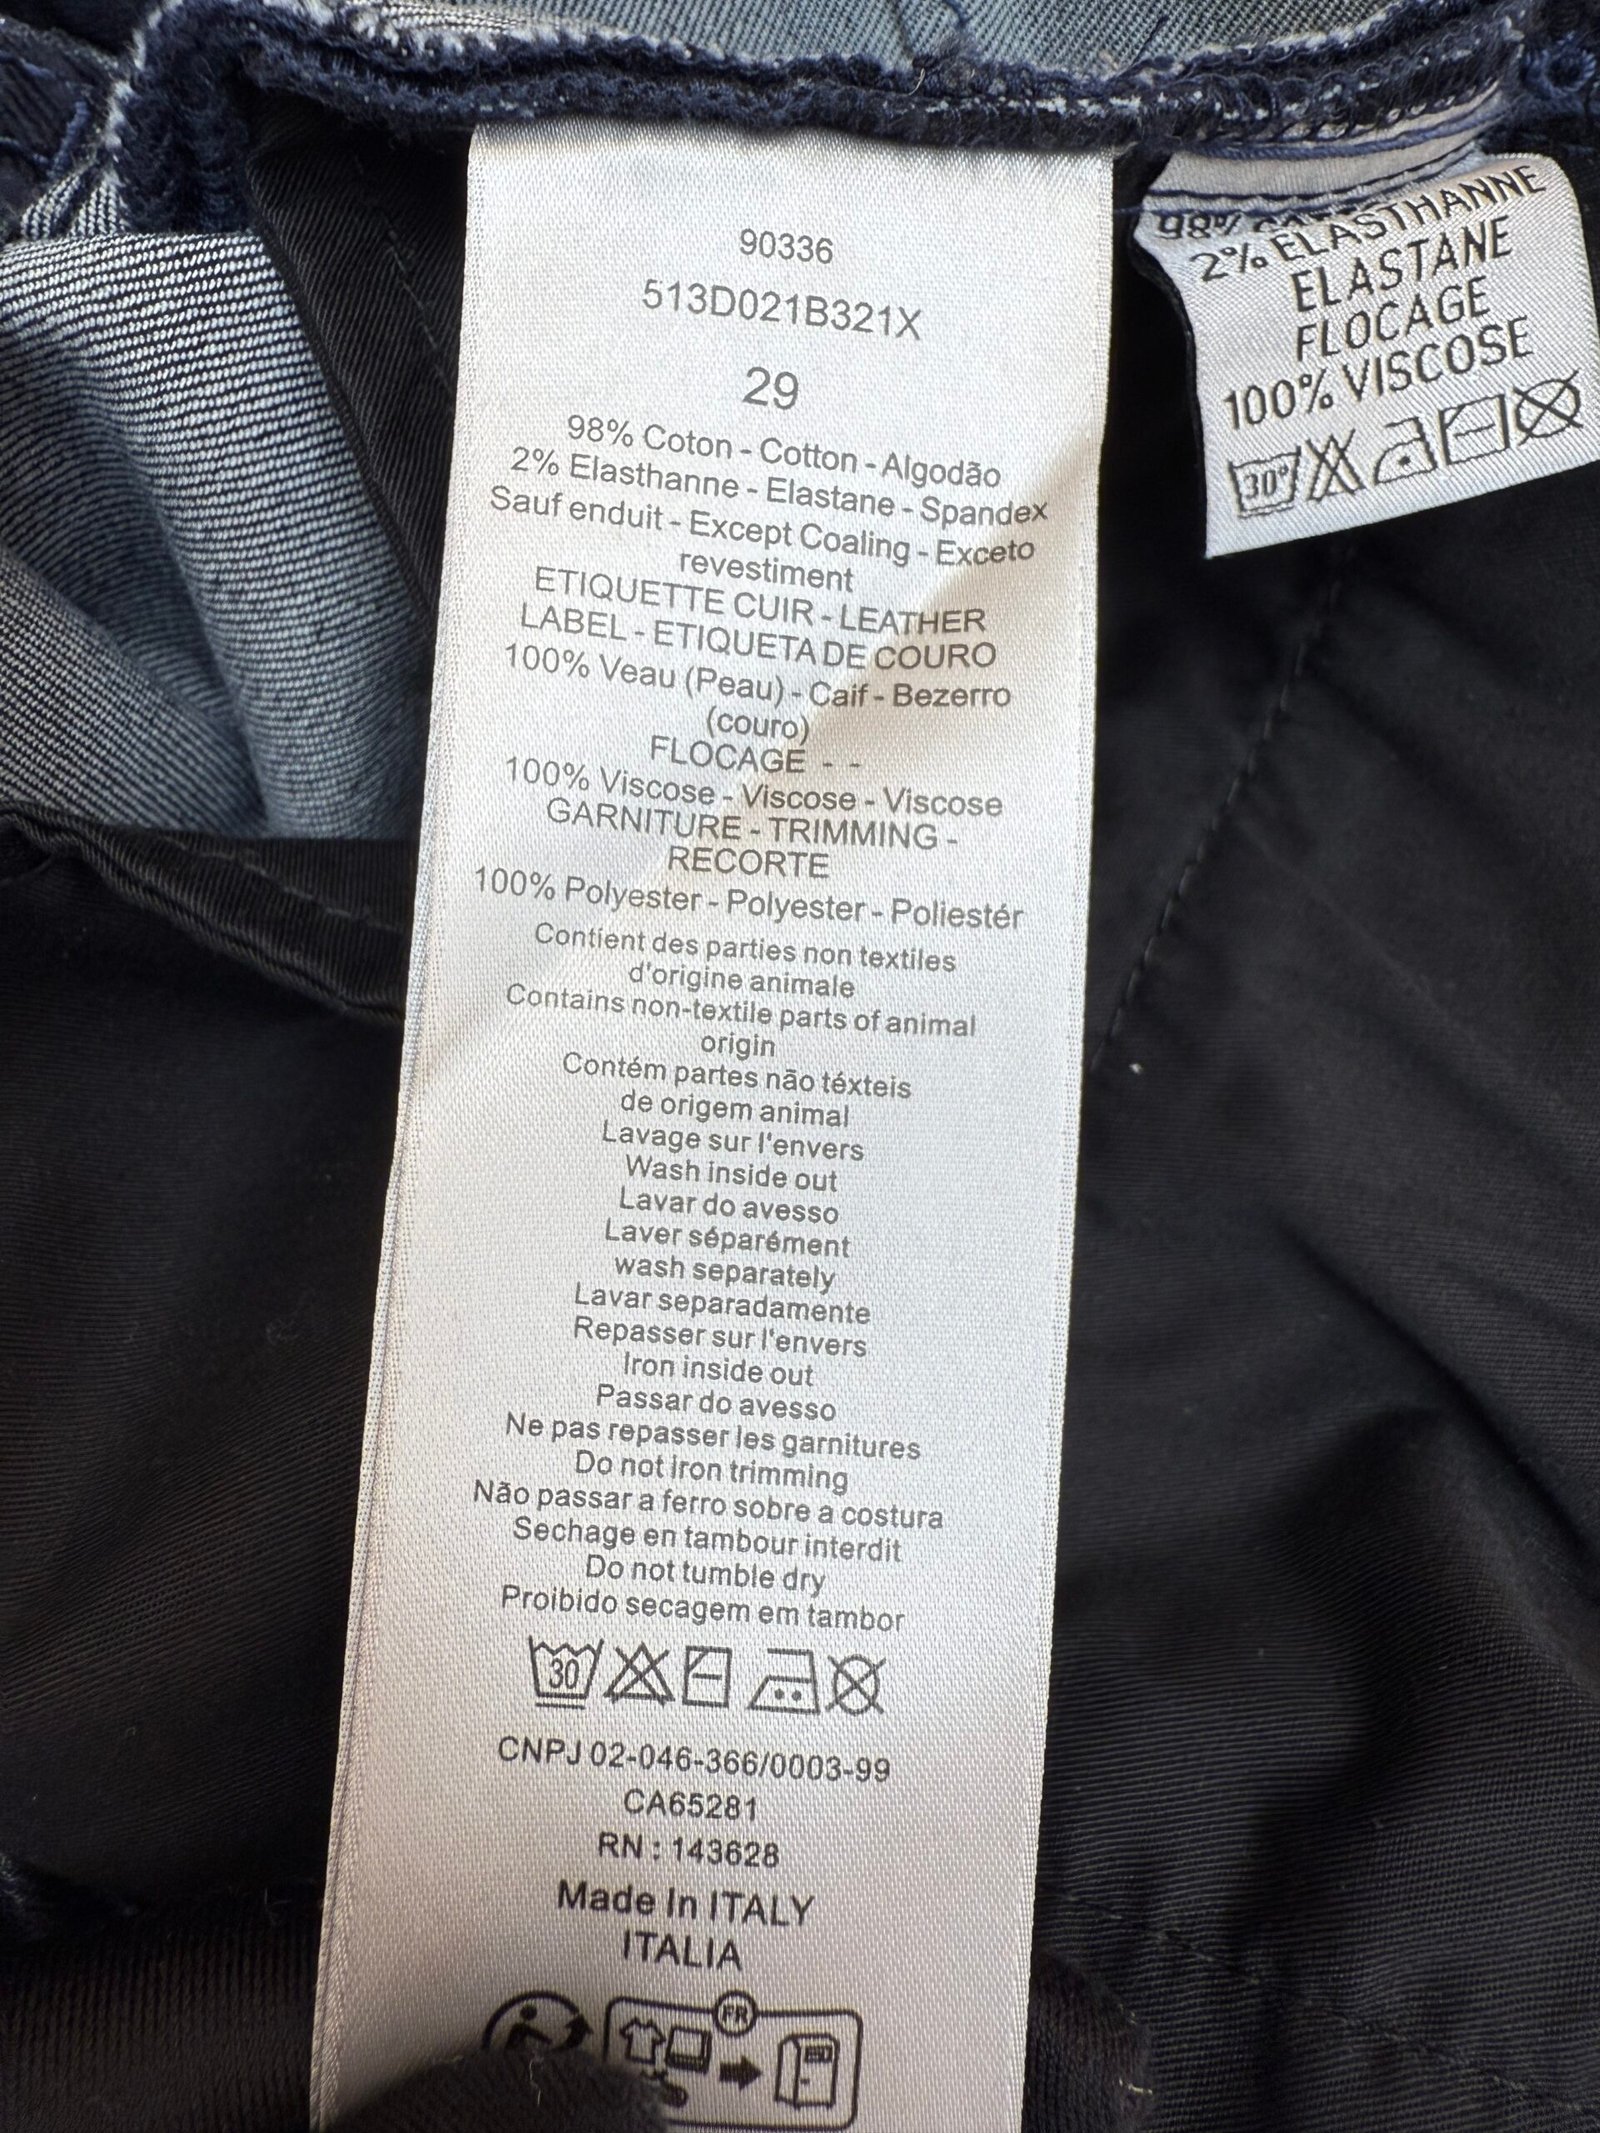 90336
513D021B321X
29
98% Coton - Cotton - Algodão
2% Elasthanne - Elastane - Spandex
Sauf enduit - Except Coaling - Exceto
revestiment
ETIQUETTE CUIR - LEATHER
LABEL - ETIQUETA DE COURO
100% Veau (Peau) - Caif - Bezerro
(couro)
FLOCAGE - -
100% Viscose - Viscose - Viscose
GARNITURE - TRIMMING -
RECORTE
100% Polyester - Polyester - Poliestér
Contient des parties non textiles
d'origine animale
Contains non-textile parts of animal
origin
Contém partes não téxteis
de origem animal
Lavage sur l'envers
Wash inside out
Lavar do avesso
Laver séparément
wash separately
Lavar separadamente
Repasser sur l'envers
Iron inside out
Passar do avesso
Ne pas repasser les garnitures
Do not iron trimming
Não passar a ferro sobre a costura
Sechage en tambour interdit
Do not tumble dry
Proibido secagem em tambor
30
CNPJ 02-046-366/0003-99
CA65281
RN : 143628
Made In ITALY
ITALIA
FR
98%
2% ELASTHANNE
ELASTANE
FLOCAGE
100% VISCOSE
30°